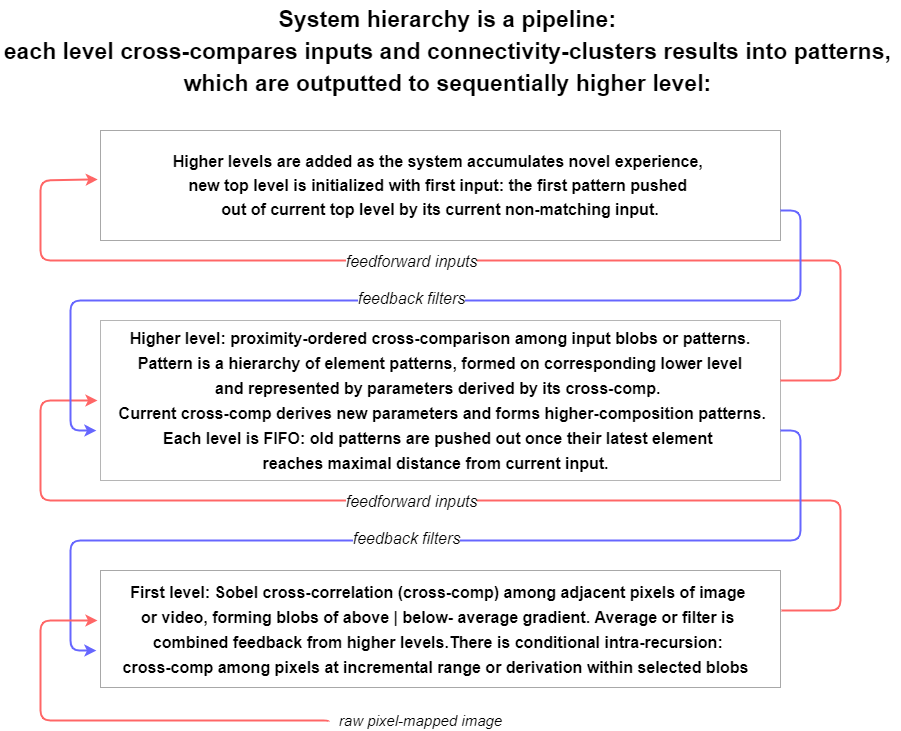 System hierarchy is a pipeline:
each level cross-compares inputs and connectivity-clusters results into patterns,
which are outputted to sequentially higher level:
Higher levels are added as the system accumulates novel experience,
new top level is initialized with first input: the first pattern pushed
out of current top level by its current non-matching input.
feedforward inputs
feedback filters
Higher level: proximity-ordered cross-comparison among input blobs or patterns.
Pattern is a hierarchy of element patterns, formed on corresponding lower level
and represented by parameters derived by its cross-comp.
Current cross-comp derives new parameters and forms higher-composition patterns.
Each level is FIFO: old patterns are pushed out once their latest element
reaches maximal distance from current input.
feedforward inputs
feedback filters
First level: Sobel cross-correlation (cross-comp) among adjacent pixels of image
or video, forming blobs of above | below- average gradient. Average or filter is
combined feedback from higher levels.There is conditional intra-recursion:
cross-comp among pixels at incremental range or derivation within selected blobs
raw pixel-mapped image